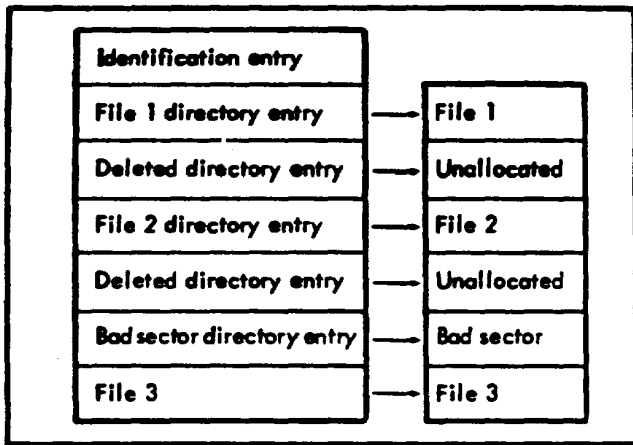 Identification entry
File 1 directory entry
File 1
Deleted directory entry
Unallocated
File 2 directory entry
File 2
Deleted directory entry
Unallocated
Bad sector directory entry
Bad sector
File 3
File 3